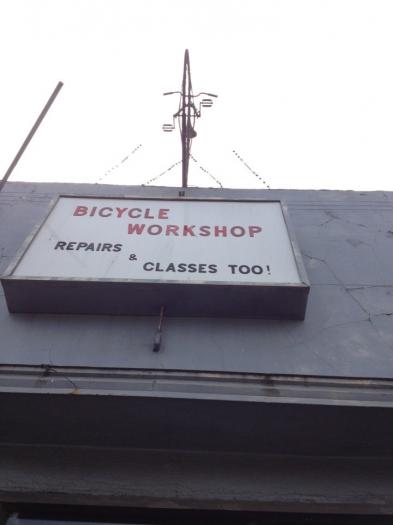 BICYCLE
WORKSHOP
REPAIRS
&
CLASSES TOO!